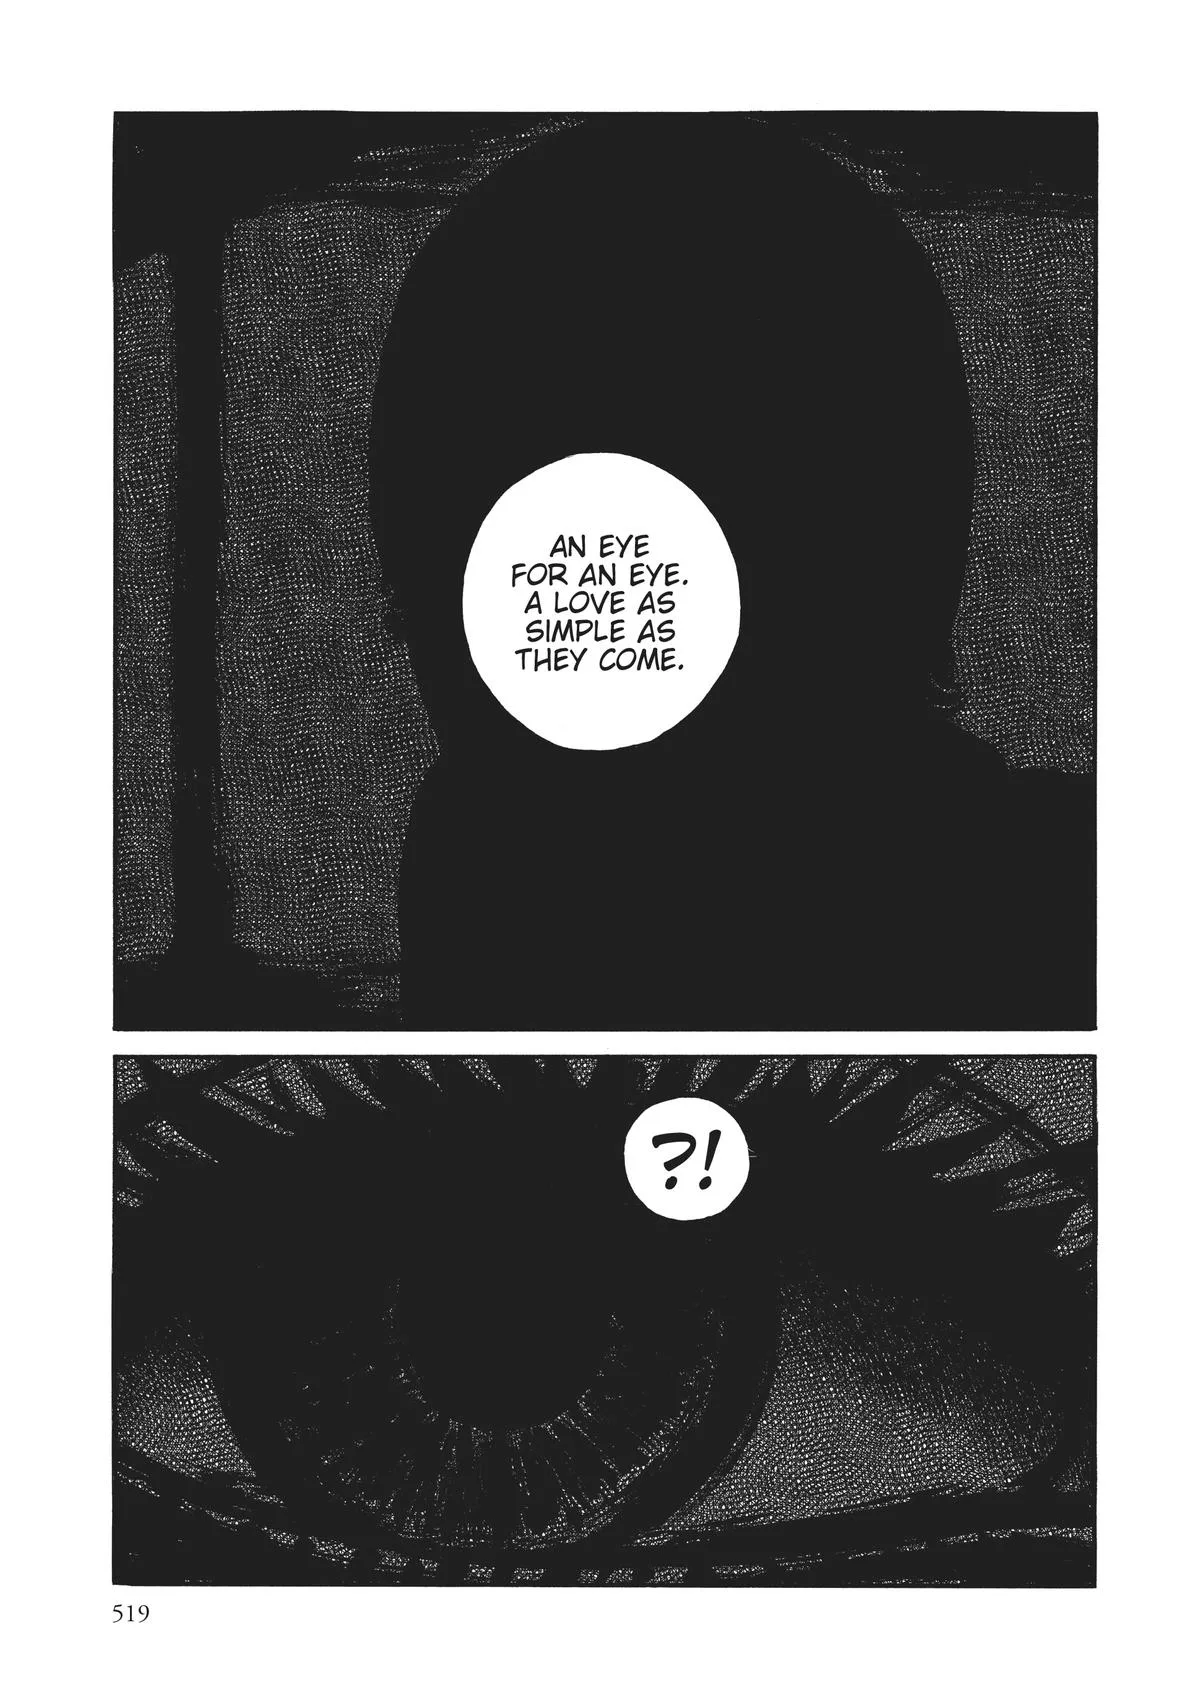 AN EYE
FOR AN EYE.
A LOVE AS
SIMPLE AS
THEY COME.
?!
519